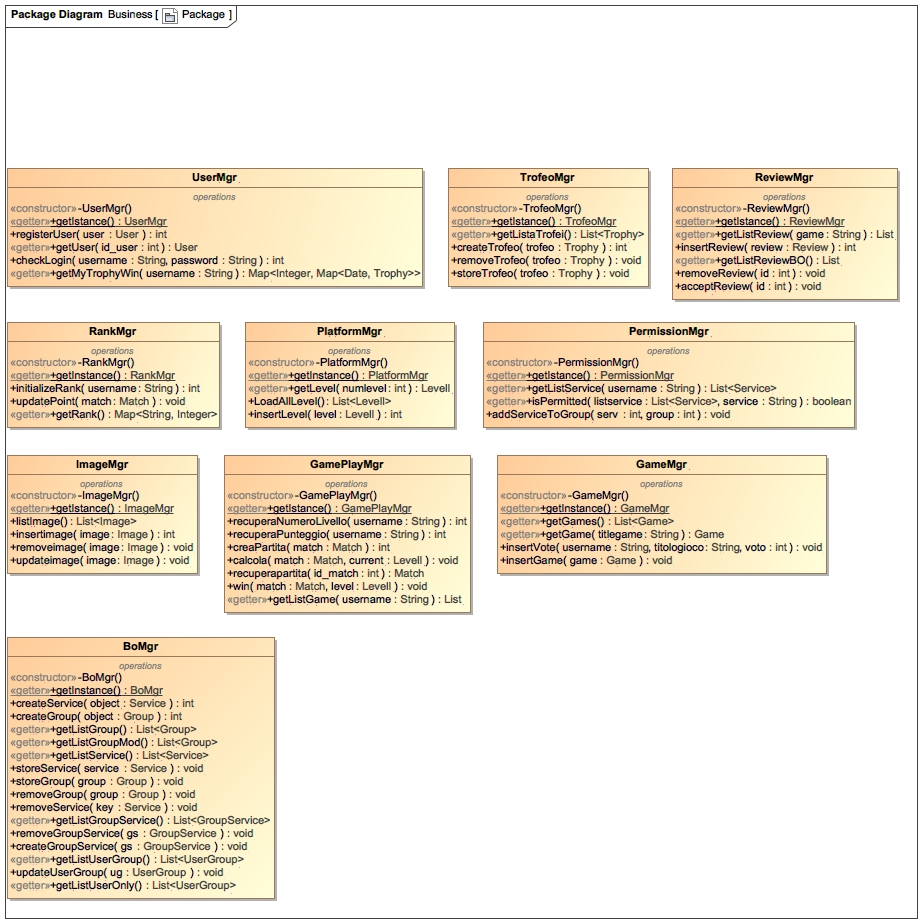 Package Diagram Business [ Package ]
UserMgr
operations
«constructor»-UserMgr()
«getter»+getIstance() : UserMgr
+registerUser( user : User ) : int
«getter»+getUser( id_user : int ) : User
+checkLogin( username : String, password : String ) : int
«getter»+getMyTrophyWin( username : String ) : Map<Integer, Map<Date, Trophy>>
TrofeoMgr
operations
«constructor»-TrofeoMgr()
«getter»+getIstance() : TrofeoMgr
«getter»+getListaTrofei() : List<Trophy>
+createTrofeo( trofeo : Trophy ) : int
+removeTrofeo( trofeo : Trophy ) : void
+storeTrofeo( trofeo : Trophy ) : void
ReviewMgr
operations
«constructor»-ReviewMgr()
«getter»+getIstance() : ReviewMgr
«getter»+getListReview( game : String ) : List
+insertReview( review : Review ) : int
«getter»+getListReviewBO() : List
+removeReview( id : int ) : void
+acceptReview( id : int ) : void
RankMgr
operations
«constructor»-RankMgr()
«getter»+getInstance() : RankMgr
+initializeRank( username : String ) : int
+updatePoint( match : Match ) : void
«getter»+getRank() : Map<String, Integer>
PlatformMgr
operations
«constructor»-PlatformMgr()
«getter»+getInstance() : PlatformMgr
«getter»+getLevel( numlevel : int ) : Levell
+LoadAllLevel() : List<Levell>
+insertLevel( level : Levell ) : int
PermissionMgr
operations
«constructor»-PermissionMgr()
«getter»+getIstance() : PermissionMgr
«getter»+getListService( username : String ) : List<Service>
«getter»+isPermitted( listservice : List<Service>, service : String ) : boolean
+addServiceToGroup( serv : int, group : int ) : void
ImageMgr
operations
«constructor»-ImageMgr()
«getter»+getIstance() : ImageMgr
+listImage() : List<Image>
+insertimage( image : Image ) : int
+removeimage( image : Image ) : void
+updateimage( image : Image ) : void
GamePlayMgr
operations
«constructor»-GamePlayMgr()
«getter»+getIstance() : GamePlayMgr
+recuperaNumeroLivello( username : String ) : int
+recuperaPunteggio( username : String ) : int
+creaPartita( match : Match ) : int
+calcola( match : Match, current : Levell ) : void
+recuperapartita( id_match : int ) : Match
+win( match : Match, level : Levell ) : void
«getter»+getListGame( username : String ) : List
GameMgr
operations
«constructor»-GameMgr()
«getter»+getInstance() : GameMgr
«getter»+getGames() : List<Game>
«getter»+getGame( titlegame : String ) : Game
+insertVote( username : String, titologioco : String, voto : int ) : void
+insertGame( game : Game ) : void
BoMgr
operations
«constructor»-BoMgr()
«getter»+getInstance() : BoMgr
+createService( object : Service ) : int
+createGroup( object : Group ) : int
«getter»+getListGroup() : List<Group>
«getter»+getListGroupMod() : List<Group>
«getter»+getListService() : List<Service>
+storeService( service : Service ) : void
+storeGroup( group : Group ) : void
+removeGroup( group : Group ) : void
+removeService( key : Service ) : void
«getter»+getListGroupService() : List<GroupService>
+removeGroupService( gs : GroupService ) : void
+createGroupService( gs : GroupService ) : void
«getter»+getListUserGroup() : List<UserGroup>
+updateUserGroup( ug : UserGroup ) : void
«getter»+getListUserOnly() : List<UserGroup>